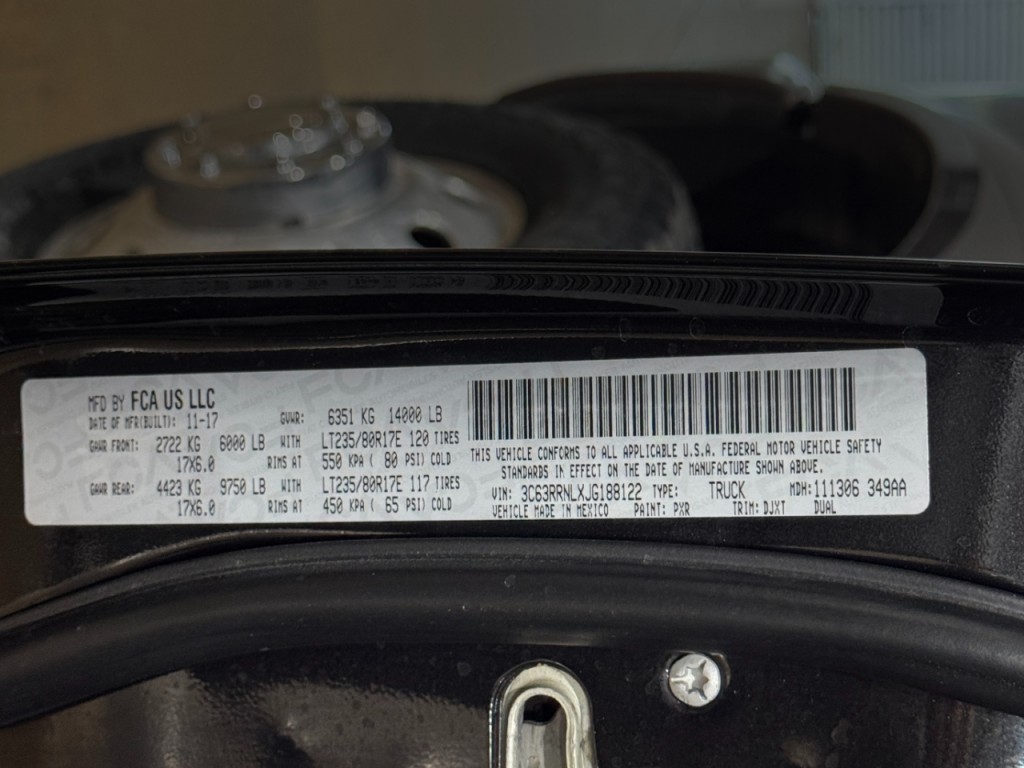 MFD BY FCA US LLC
DATE OF MFR(BUILT): 11-17 GVWR: 6351 KG 14000 LB
GAWR FRONT: 2722 KG 6000 LB WITH LT235/80R17E 120 TIRES
17X6.0 RIMS AT 550 KPA ( 80 PSI) COLD
GAWR REAR: 4423 KG 9750 LB WITH LT235/80R17E 117 TIRES
17X6.0 RIMS AT 450 KPA ( 65 PSI) COLD
THIS VEHICLE CONFORMS TO ALL APPLICABLE U.S.A. FEDERAL MOTOR VEHICLE SAFETY
STANDARDS IN EFFECT ON THE DATE OF MANUFACTURE SHOWN ABOVE.
VIN: 3C63RRNLXJG188122 TYPE: TRUCK MDH:111306 349AA
VEHICLE MADE IN MEXICO PAINT: PXR TRIM: DJXT DUAL